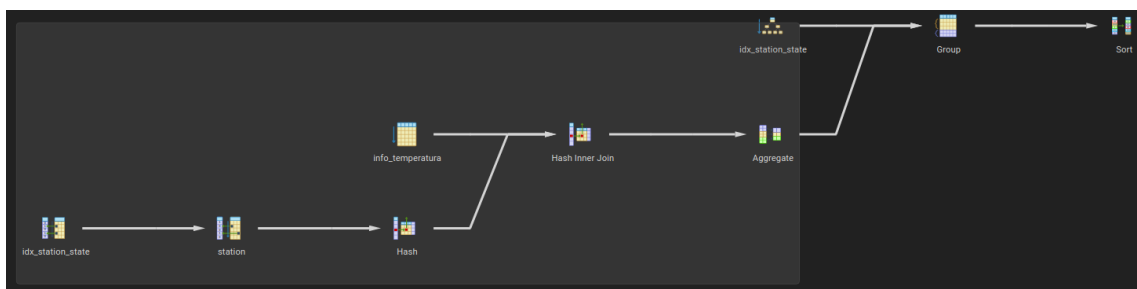 idx_station_state
Group
Sort
info_temperatura
Hash Inner Join
Aggregate
idx_station_state
station
Hash